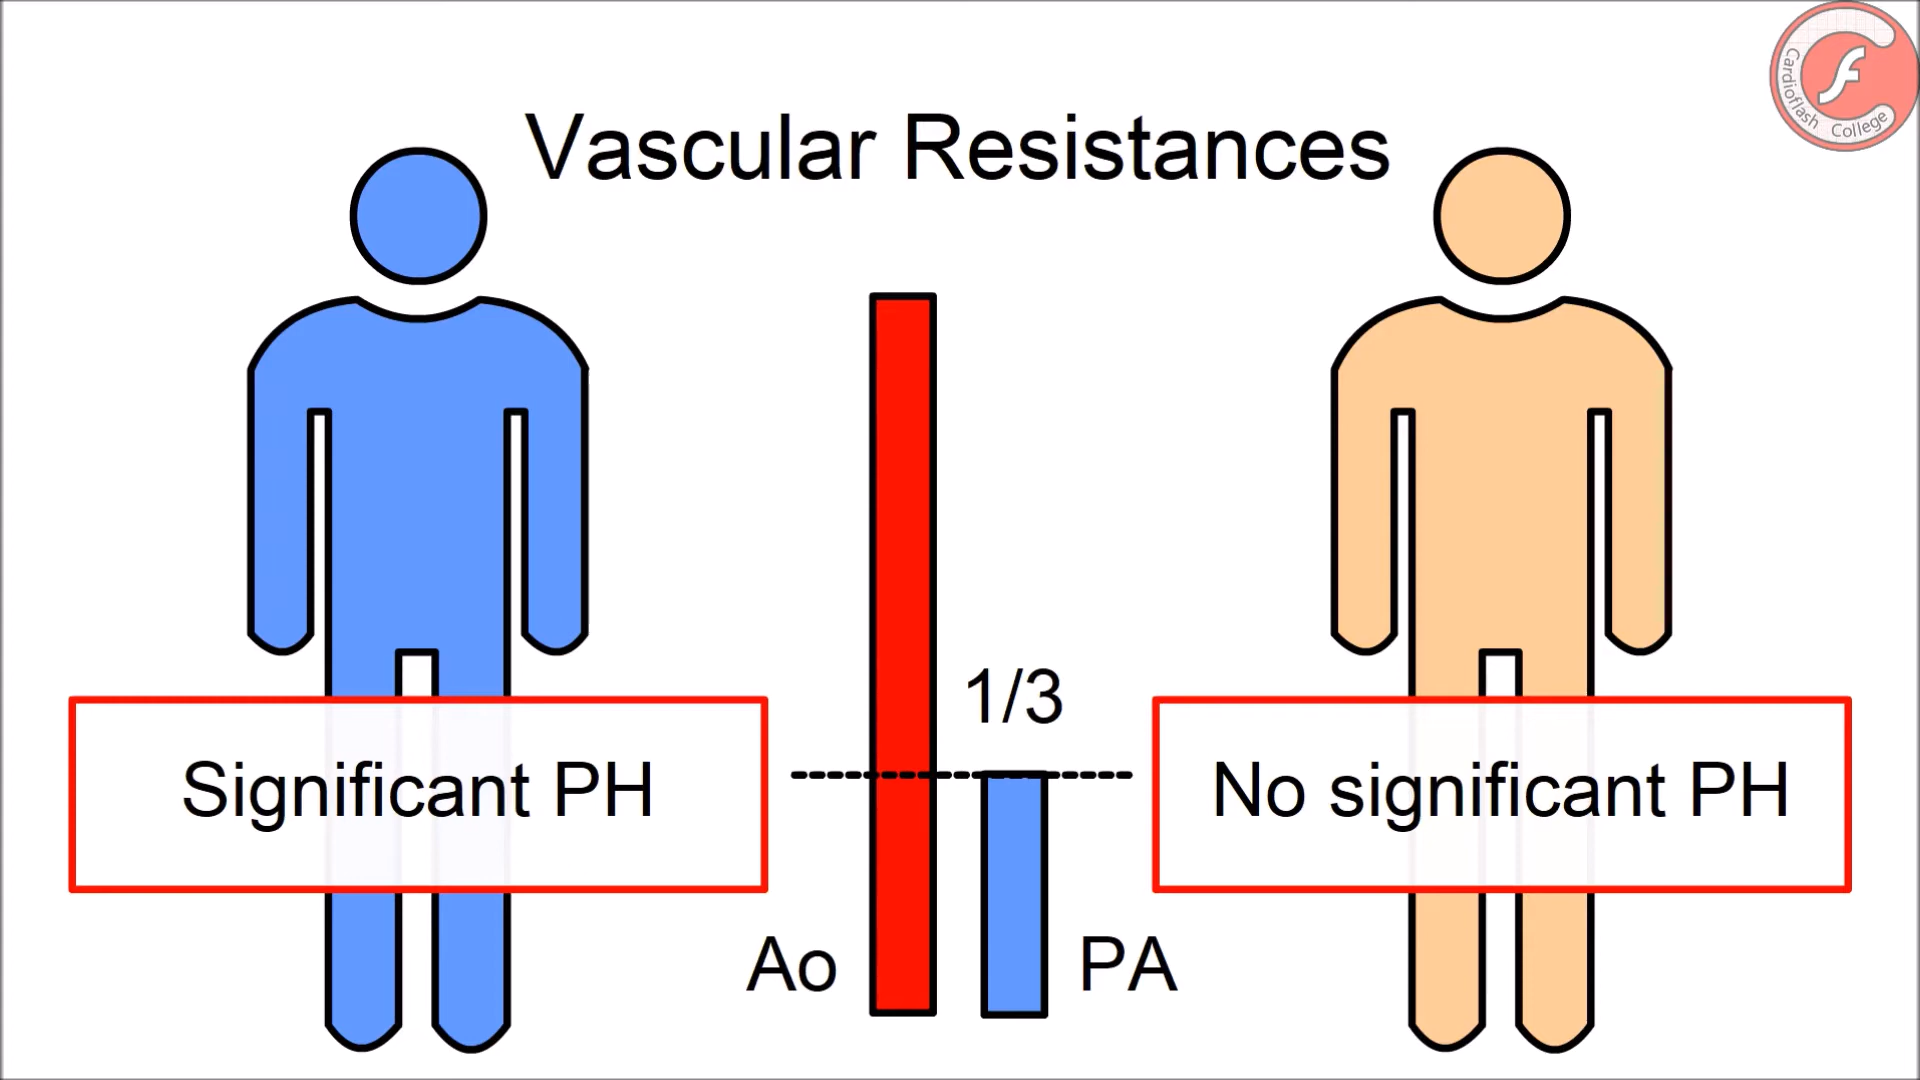 Cardioflash College
Vascular Resistances
1/3
Significant PH
No significant PH
Ao
PA